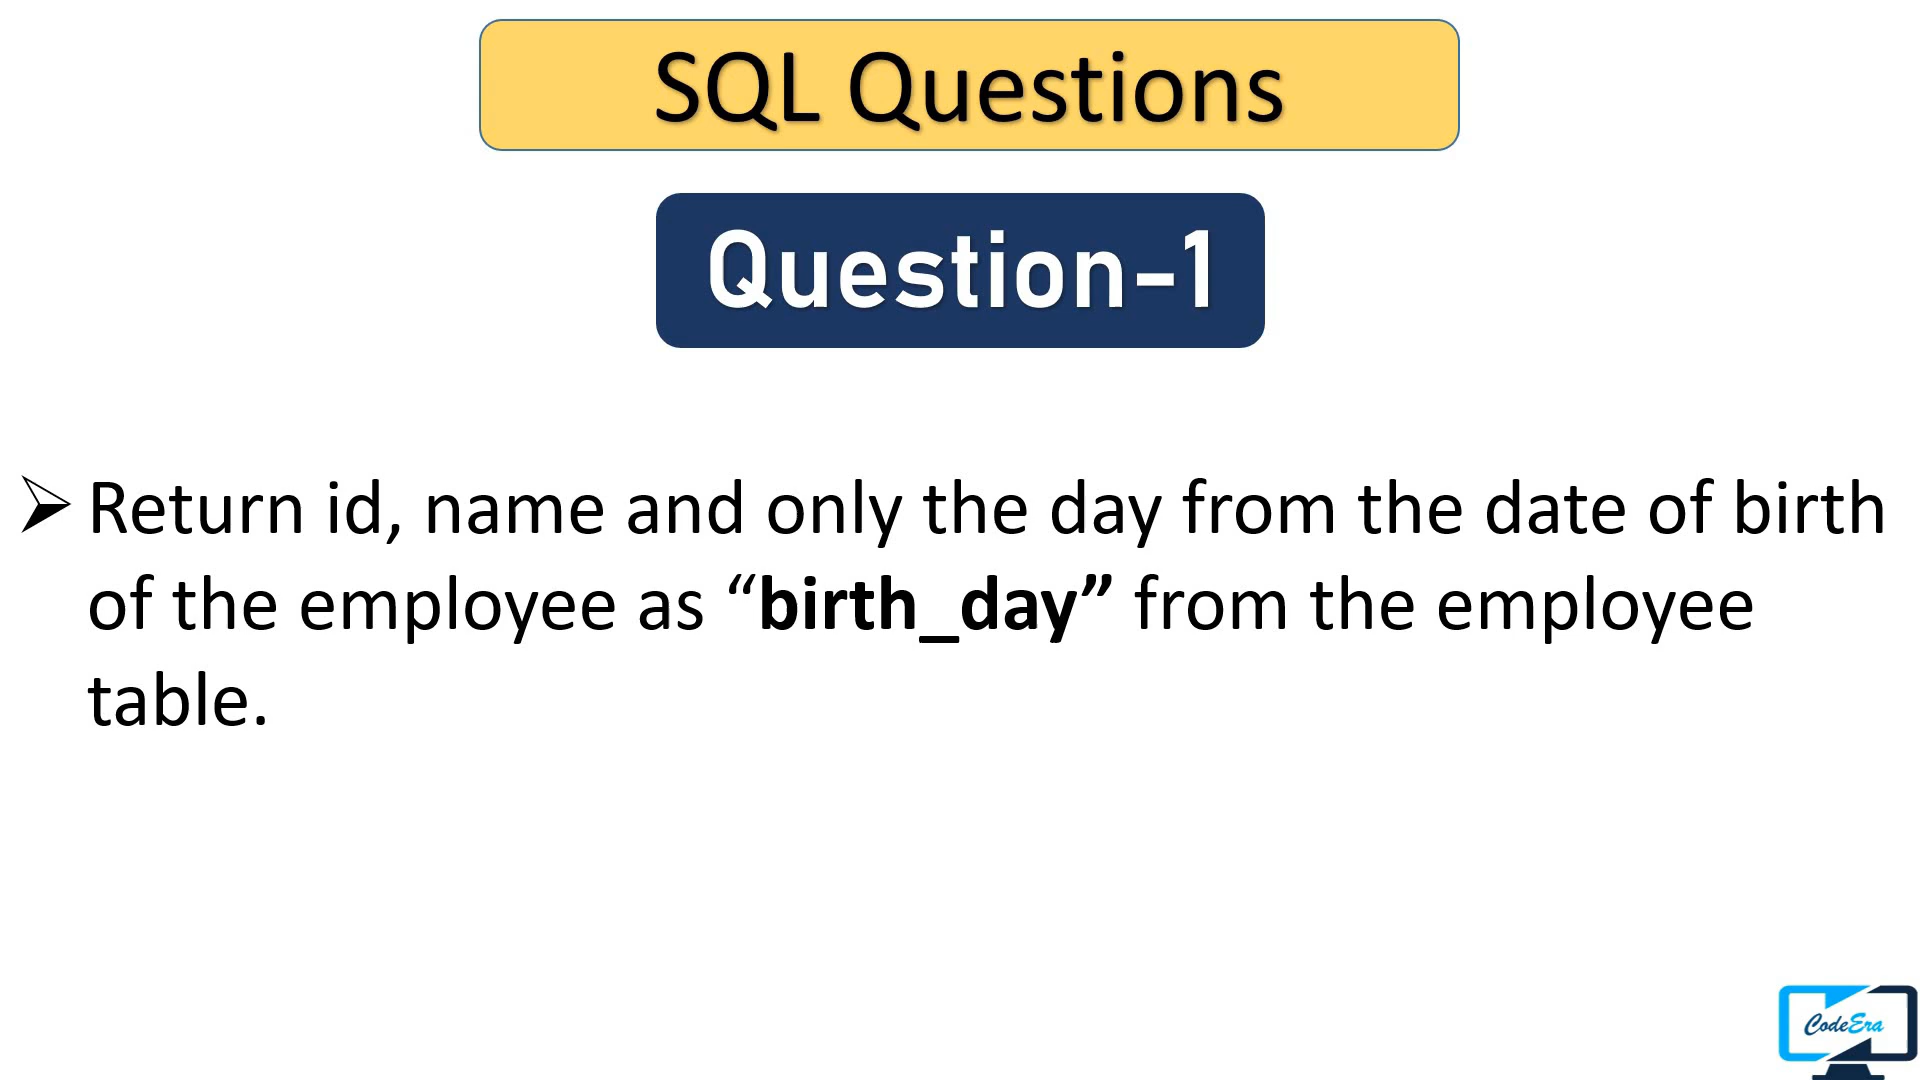 SQL Questions
Question-1
Return id, name and only the day from the date of birth
of the employee as “birth_day” from the employee
table.
CodeEra